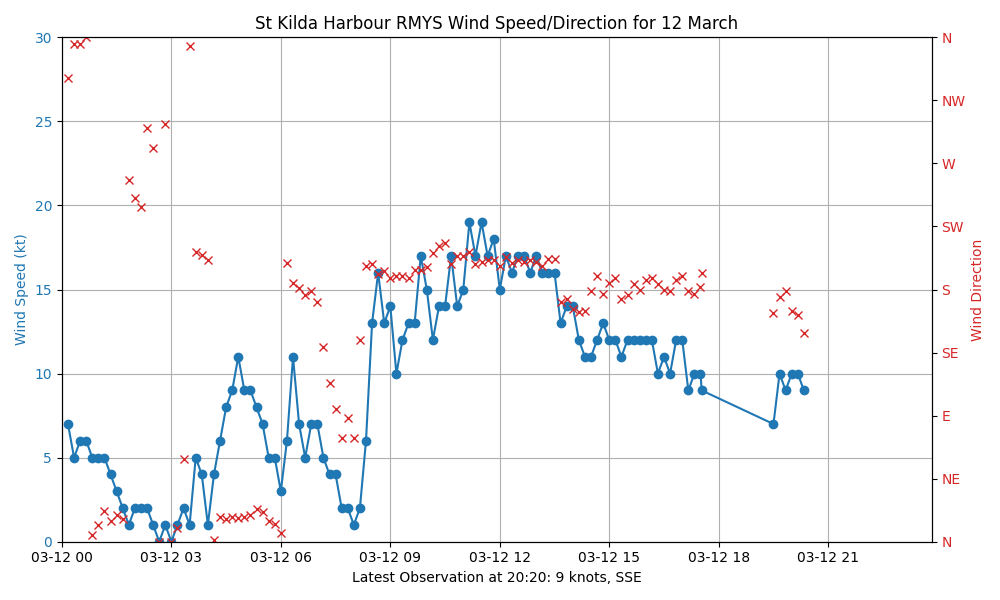 St Kilda Harbour RMYS Wind Speed/Direction for 12 March
30
25
20
15
10
5
0
Wind Speed (kt)
N
NW
W
SW
S
SE
E
NE
N
Wind Direction
03-12 00
03-12 03
03-12 06
03-12 09
03-12 12
03-12 15
03-12 18
03-12 21
Latest Observation at 20:20: 9 knots, SSE